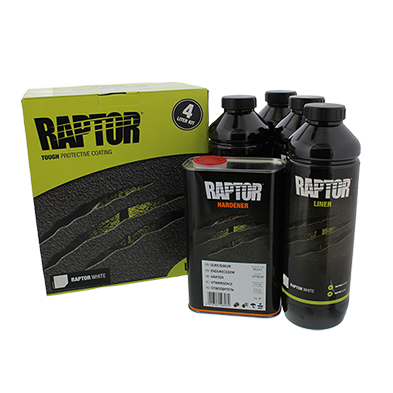 RAPTOR
TOUGH PROTECTIVE COATING
4
LITER KIT
RAPTOR WHITE
RAPTOR
HARDENER
RAPTOR
LINER
RAPTOR WHITE